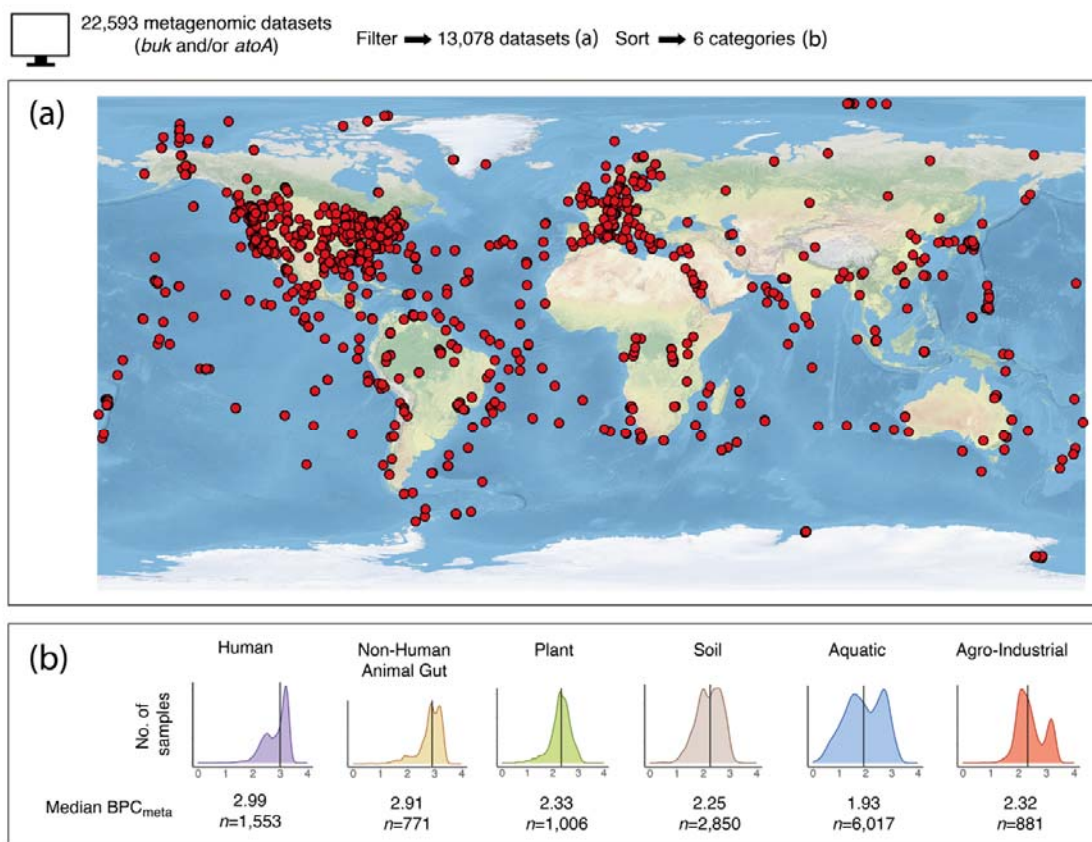 22,593 metagenomic datasets
(buk and/or atoA)
Filter ➡ 13,078 datasets (a) Sort ➡ 6 categories (b)
(a)
(b)
Human Non-Human Animal Gut Plant Soil Aquatic Agro-Industrial
No. of samples
0 1 2 3 4 0 1 2 3 4 0 1 2 3 4 0 1 2 3 4 0 1 2 3 4 0 1 2 3 4
Median BPCmeta 2.99 2.91 2.33 2.25 1.93 2.32
n=1,553 n=771 n=1,006 n=2,850 n=6,017 n=881